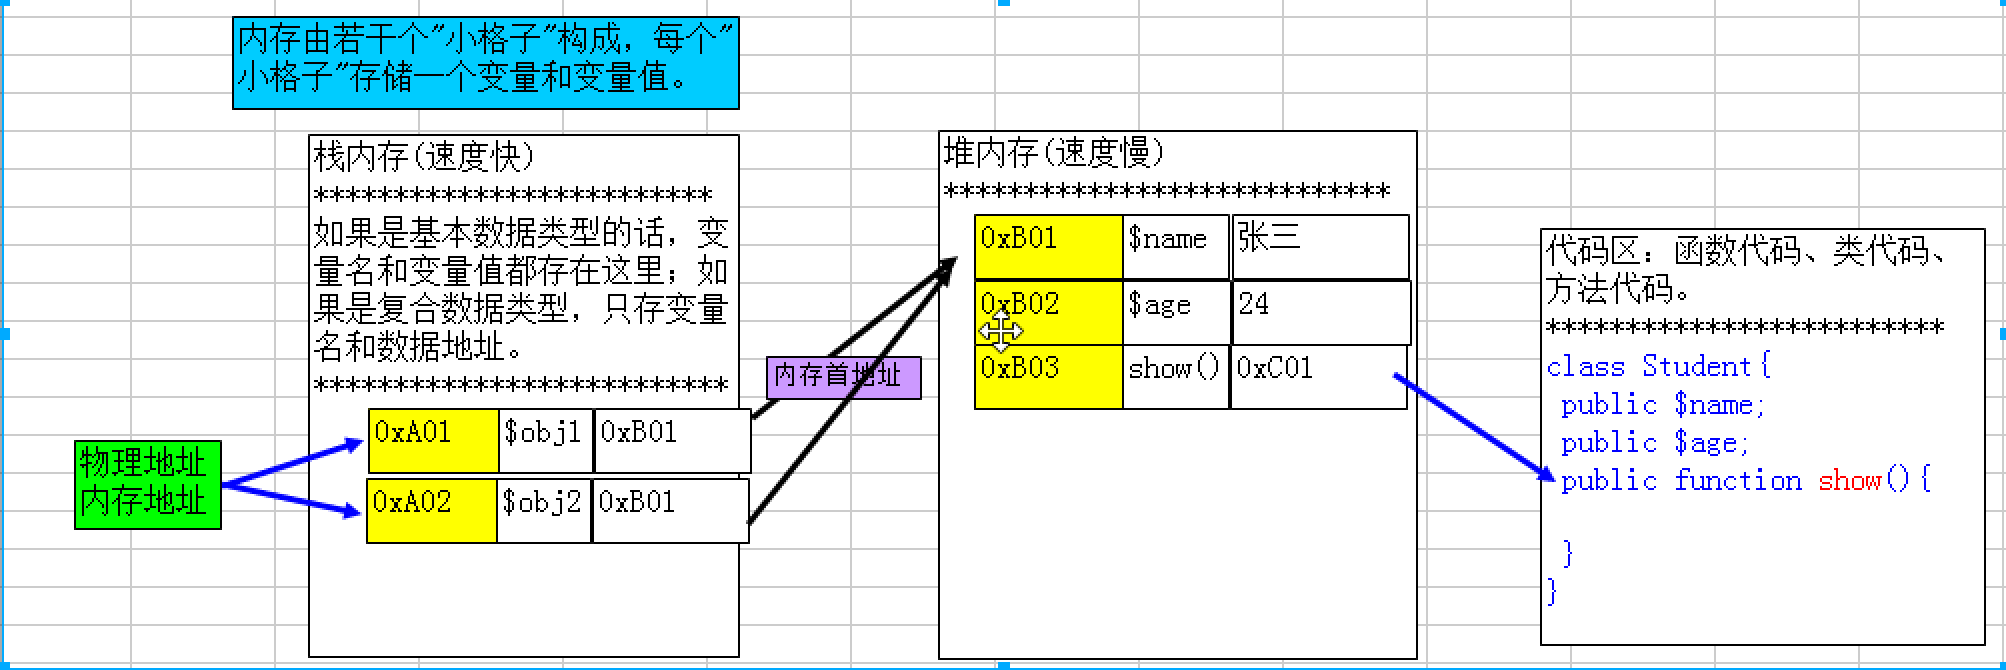 内存由若干个"小格子"构成，每个"
小格子"存储一个变量和变量值。
栈内存(速度快)
*************************
如果是基本数据类型的话，变
量名和变量值都存在这里；如
果是复合数据类型，只存变量
名和数据地址。
**************************
0xA01 $obj1 0xB01
0xA02 $obj2 0xB01
物理地址
内存地址
内存首地址
堆内存(速度慢)
****************************
0xB01 $name 张三
0xB02 $age 24
0xB03 show() 0xC01
代码区：函数代码、类代码、
方法代码。
*************************
class Student{
public $name;
public $age;
public function show(){
}
}